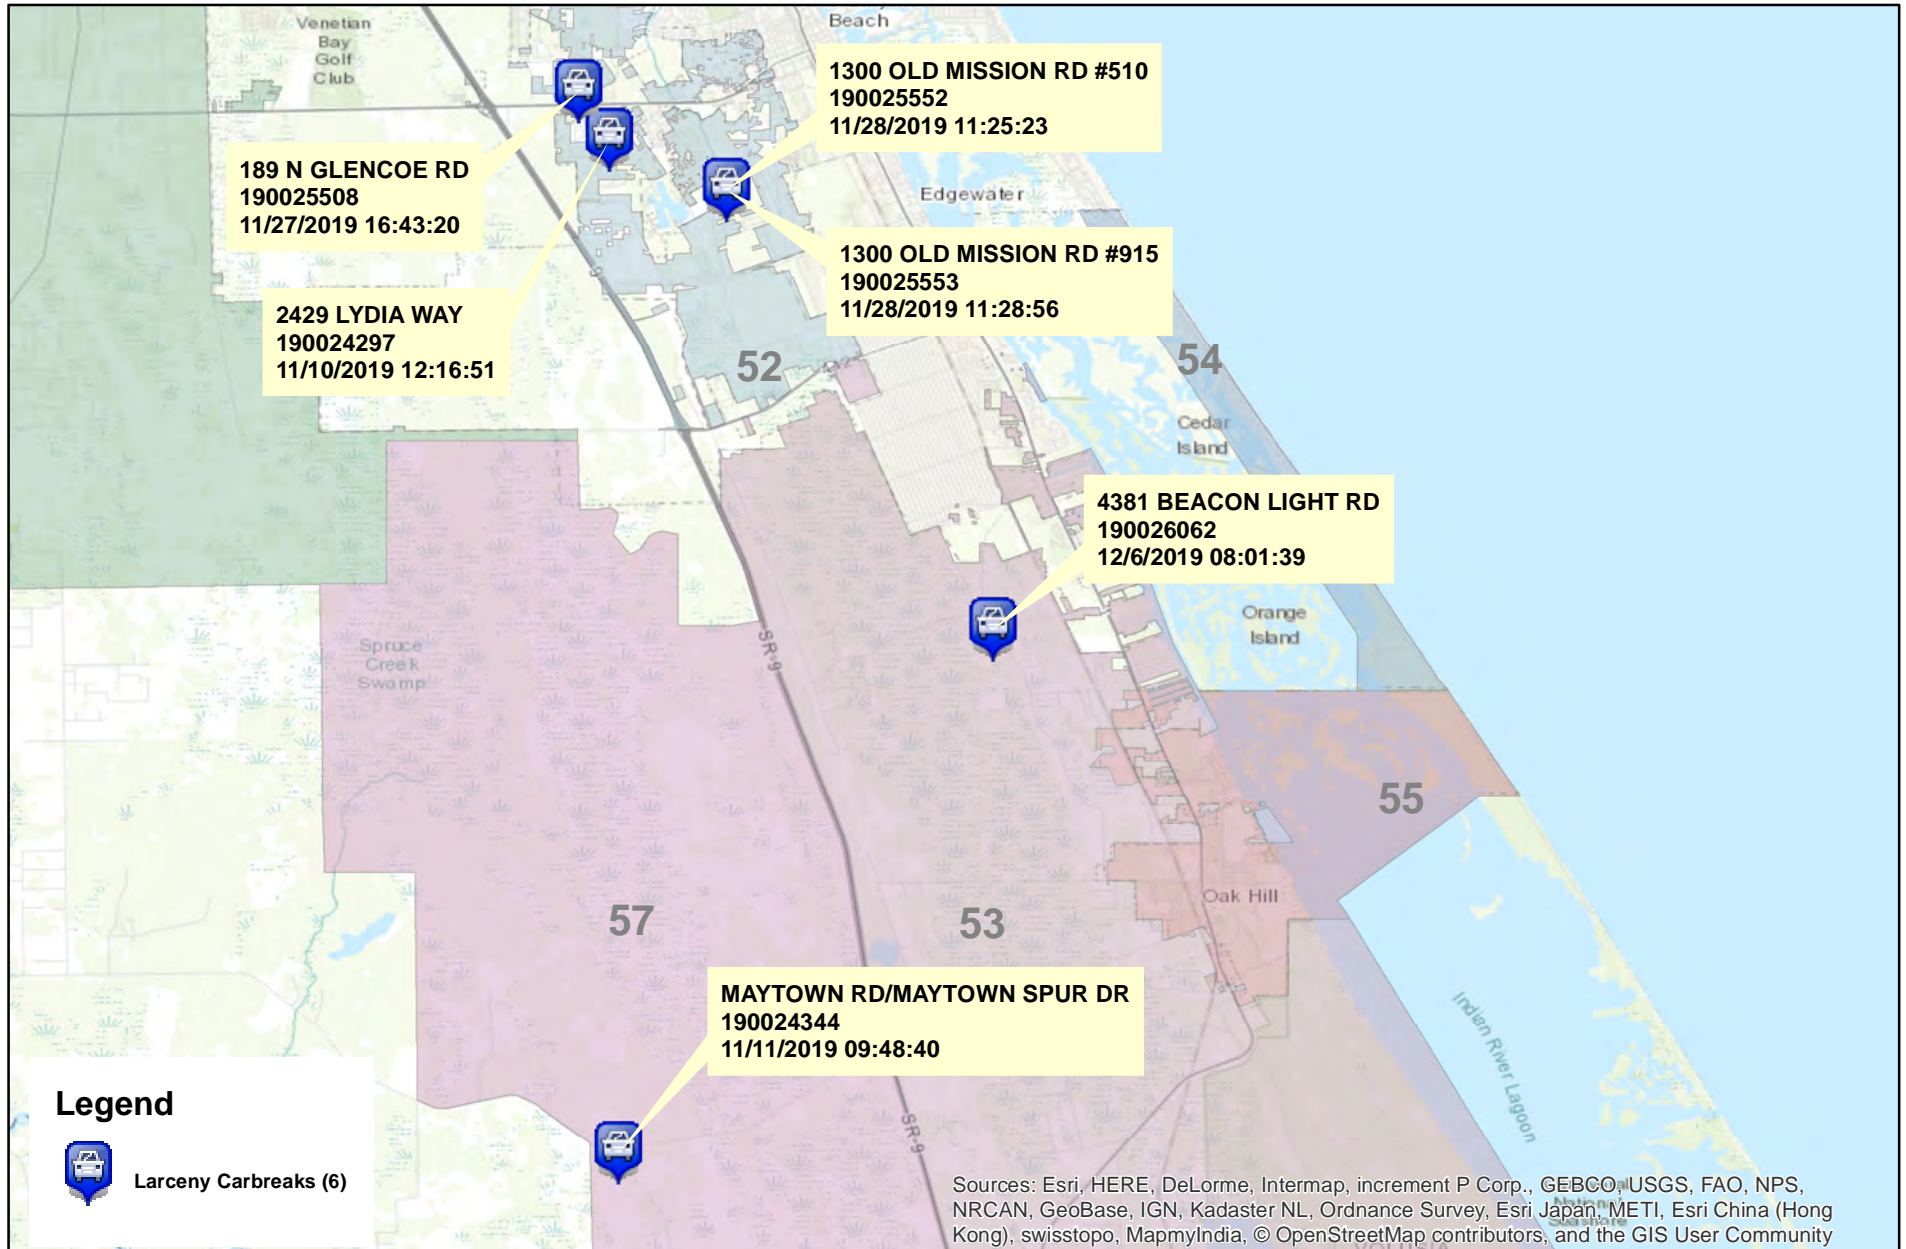 Venetian
Bay
Golf
Club
Beach
1300 OLD MISSION RD #510
190025552
11/28/2019 11:25:23
189 N GLENCOE RD
190025508
11/27/2019 16:43:20
Edgewater
1300 OLD MISSION RD #915
190025553
11/28/2019 11:28:56
2429 LYDIA WAY
190024297
11/10/2019 12:16:51
52
54
Cedar
Island
4381 BEACON LIGHT RD
190026062
12/6/2019 08:01:39
Orange
Island
SR-9
Spruce
Creek
Swamp
55
Oak Hill
57
53
MAYTOWN RD/MAYTOWN SPUR DR
190024344
11/11/2019 09:48:40
Indian River Lagoon
SR-9
Legend
Larceny Carbreaks (6)
Sources: Esri, HERE, DeLorme, Intermap, increment P Corp., GEBCO, USGS, FAO, NPS,
NRCAN, GeoBase, IGN, Kadaster NL, Ordnance Survey, Esri Japan, METI, Esri China (Hong
Kong), swisstopo, MapmyIndia, © OpenStreetMap contributors, and the GIS User Community
VOLUSIA